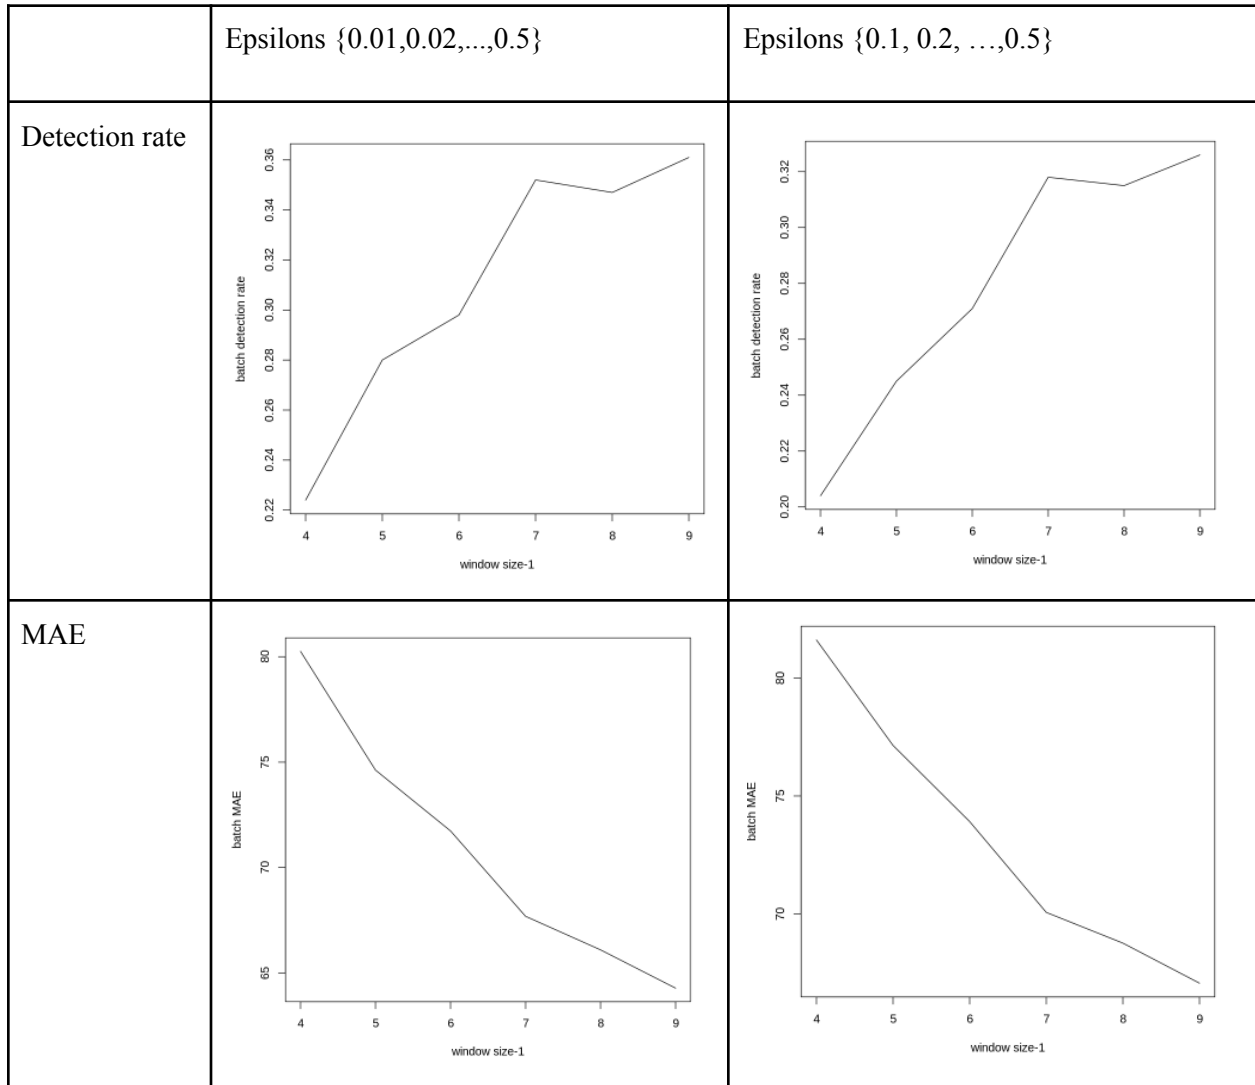 Epsilons {0.01,0.02,...,0.5}
Epsilons {0.1, 0.2, …,0.5}
Detection rate
batch detection rate
0.36
0.34
0.32
0.30
0.28
0.26
0.24
0.22
4 5 6 7 8 9
window size-1
batch detection rate
0.32
0.30
0.28
0.26
0.24
0.22
0.20
4 5 6 7 8 9
window size-1
MAE
batch MAE
80
75
70
65
4 5 6 7 8 9
window size-1
batch MAE
80
75
70
4 5 6 7 8 9
window size-1